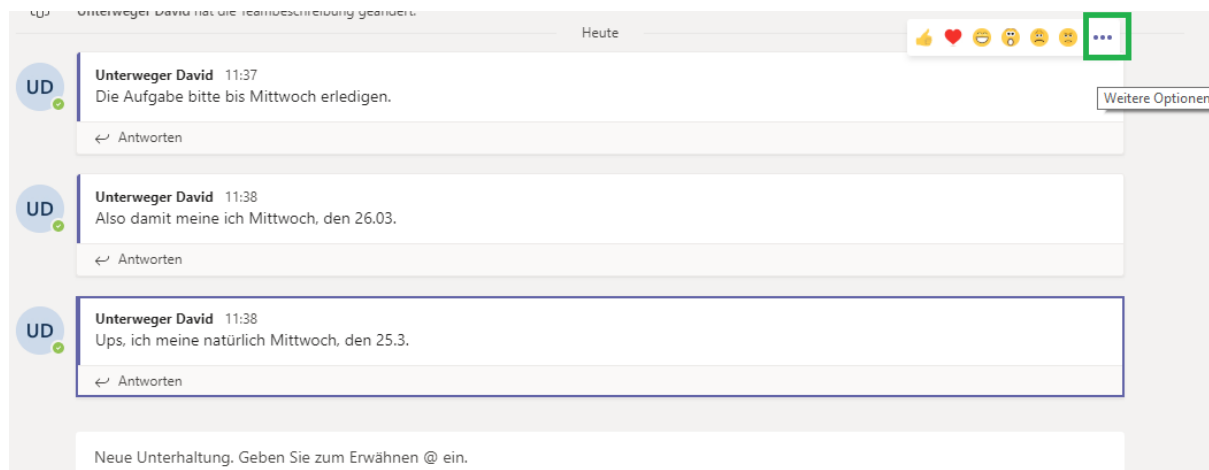 Unterweger David hat die Teambeschreibung geändert.
Heute
Weitere Optionen
UD
Unterweger David 11:37
Die Aufgabe bitte bis Mittwoch erledigen.
Antworten
UD
Unterweger David 11:38
Also damit meine ich Mittwoch, den 26.03.
Antworten
UD
Unterweger David 11:38
Ups, ich meine natürlich Mittwoch, den 25.3.
Antworten
Neue Unterhaltung. Geben Sie zum Erwähnen @ ein.